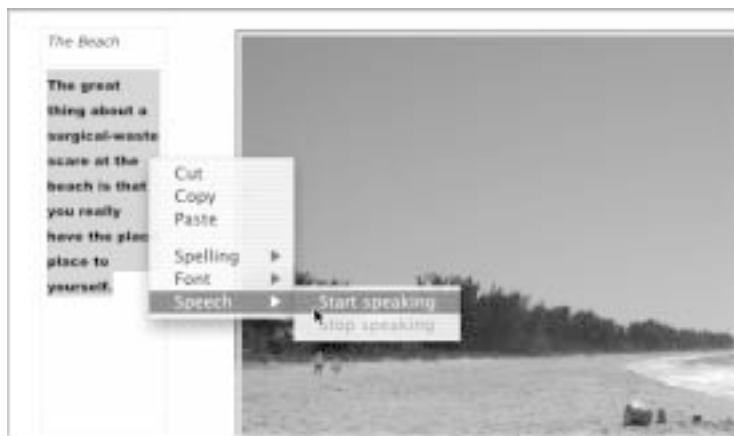 The Beach
The great
thing about a
surgical-waste
scare at the
beach is that
you really
have the plac
place to
yourself.
Cut
Copy
Paste
Spelling
Font
Speech
Start speaking
Stop speaking